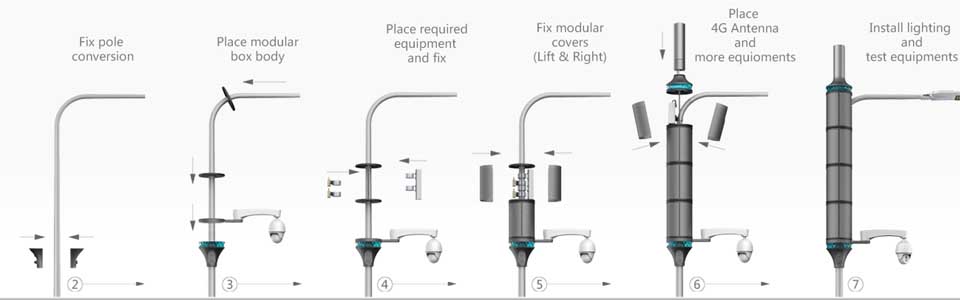 Fix pole
conversion
Place modular
box body
Place required
equipment
and fix
Fix modular
covers
(Lift & Right)
Place
4G Antenna
and
more equioments
Install lighting
and
test equipments
2
3
4
5
6
7